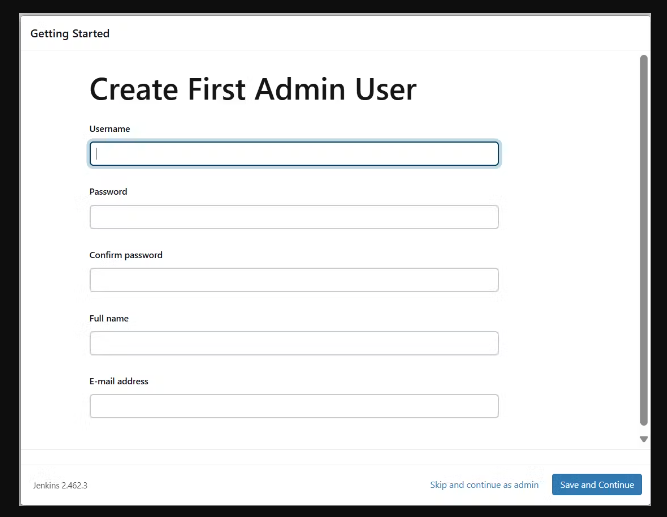 Getting Started
Create First Admin User
Username
Password
Confirm password
Full name
E-mail address
Jenkins 2.462.3
Skip and continue as admin
Save and Continue